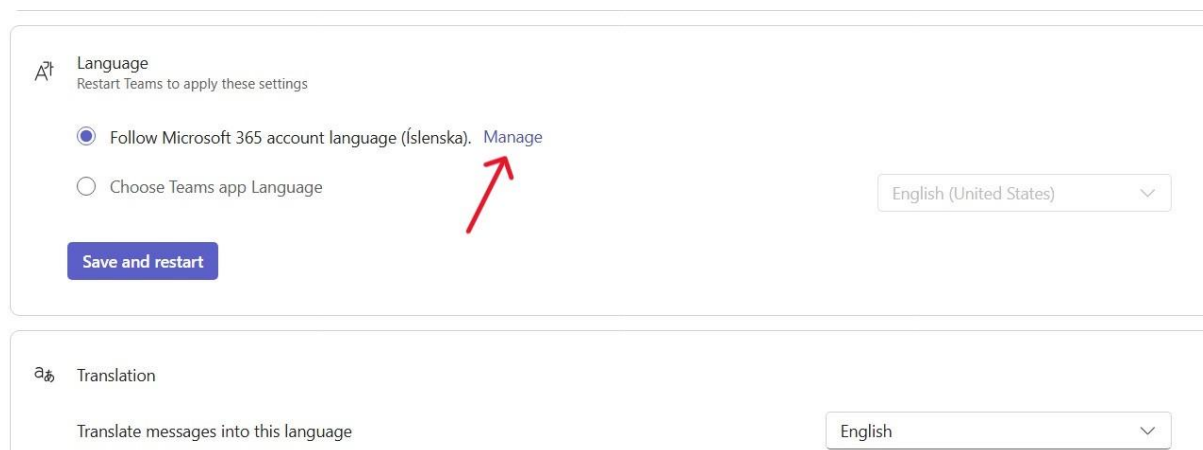 Language
Restart Teams to apply these settings
Follow Microsoft 365 account language (Íslenska). Manage
Choose Teams app Language
English (United States)
Save and restart
Translation
Translate messages into this language
English